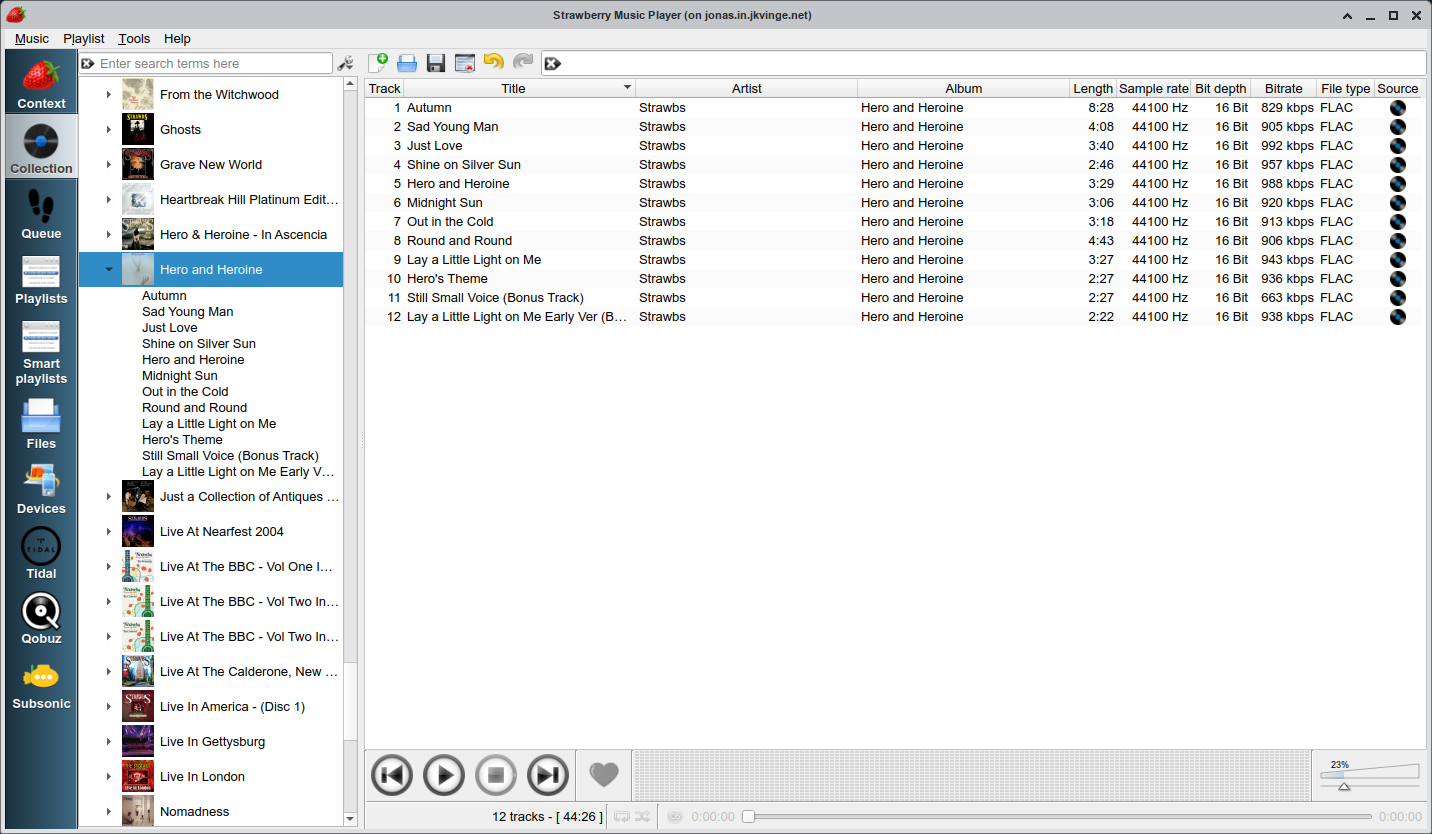 Strawberry Music Player (on jonas.in.jkvinge.net)
Music Playlist Tools Help
Context
Collection
Queue
Playlists
Smart
playlists
Files
Devices
TIDAL
Tidal
Qobuz
Subsonic
Enter search terms here
From the Witchwood
Ghosts
Grave New World
Heartbreak Hill Platinum Edit...
Hero & Heroine - In Ascencia
Hero and Heroine
Autumn
Sad Young Man
Just Love
Shine on Silver Sun
Hero and Heroine
Midnight Sun
Out in the Cold
Round and Round
Lay a Little Light on Me
Hero's Theme
Still Small Voice (Bonus Track)
Lay a Little Light on Me Early V...
Just a Collection of Antiques ...
Live At Nearfest 2004
Live At The BBC - Vol One I...
Live At The BBC - Vol Two In...
Live At The BBC - Vol Two In...
Live At The Calderone, New ...
Live In America - (Disc 1)
Live In Gettysburg
Live In London
Nomadness
Track Title Artist Album Length Sample rate Bit depth Bitrate File type Source
1 Autumn Strawbs Hero and Heroine 8:28 44100 Hz 16 Bit 829 kbps FLAC
2 Sad Young Man Strawbs Hero and Heroine 4:08 44100 Hz 16 Bit 905 kbps FLAC
3 Just Love Strawbs Hero and Heroine 3:40 44100 Hz 16 Bit 992 kbps FLAC
4 Shine on Silver Sun Strawbs Hero and Heroine 2:46 44100 Hz 16 Bit 957 kbps FLAC
5 Hero and Heroine Strawbs Hero and Heroine 3:29 44100 Hz 16 Bit 988 kbps FLAC
6 Midnight Sun Strawbs Hero and Heroine 3:06 44100 Hz 16 Bit 920 kbps FLAC
7 Out in the Cold Strawbs Hero and Heroine 3:18 44100 Hz 16 Bit 913 kbps FLAC
8 Round and Round Strawbs Hero and Heroine 4:43 44100 Hz 16 Bit 906 kbps FLAC
9 Lay a Little Light on Me Strawbs Hero and Heroine 3:27 44100 Hz 16 Bit 943 kbps FLAC
10 Hero's Theme Strawbs Hero and Heroine 2:27 44100 Hz 16 Bit 936 kbps FLAC
11 Still Small Voice (Bonus Track) Strawbs Hero and Heroine 2:27 44100 Hz 16 Bit 663 kbps FLAC
12 Lay a Little Light on Me Early Ver (B... Strawbs Hero and Heroine 2:22 44100 Hz 16 Bit 938 kbps FLAC
23%
12 tracks - [ 44:26 ] 0:00:00 0:00:00